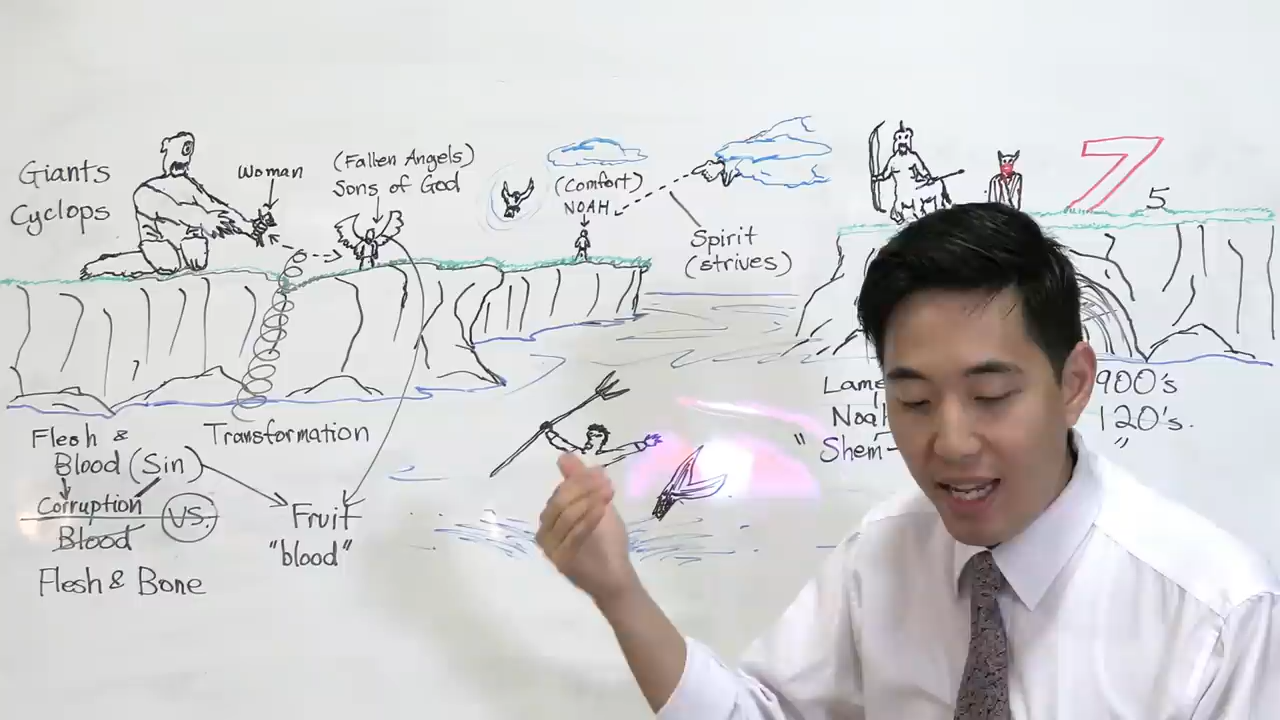 Giants
Cyclops
Woman
(Fallen Angels)
Sons of God
(Comfort)
NOAH
Spirit
(strives)
7
5
Flesh &
Blood (Sin)
Corruption
Blood
VS.
Flesh & Bone
Transformation
Fruit
"blood"
900's
120's.
"
" Shem-